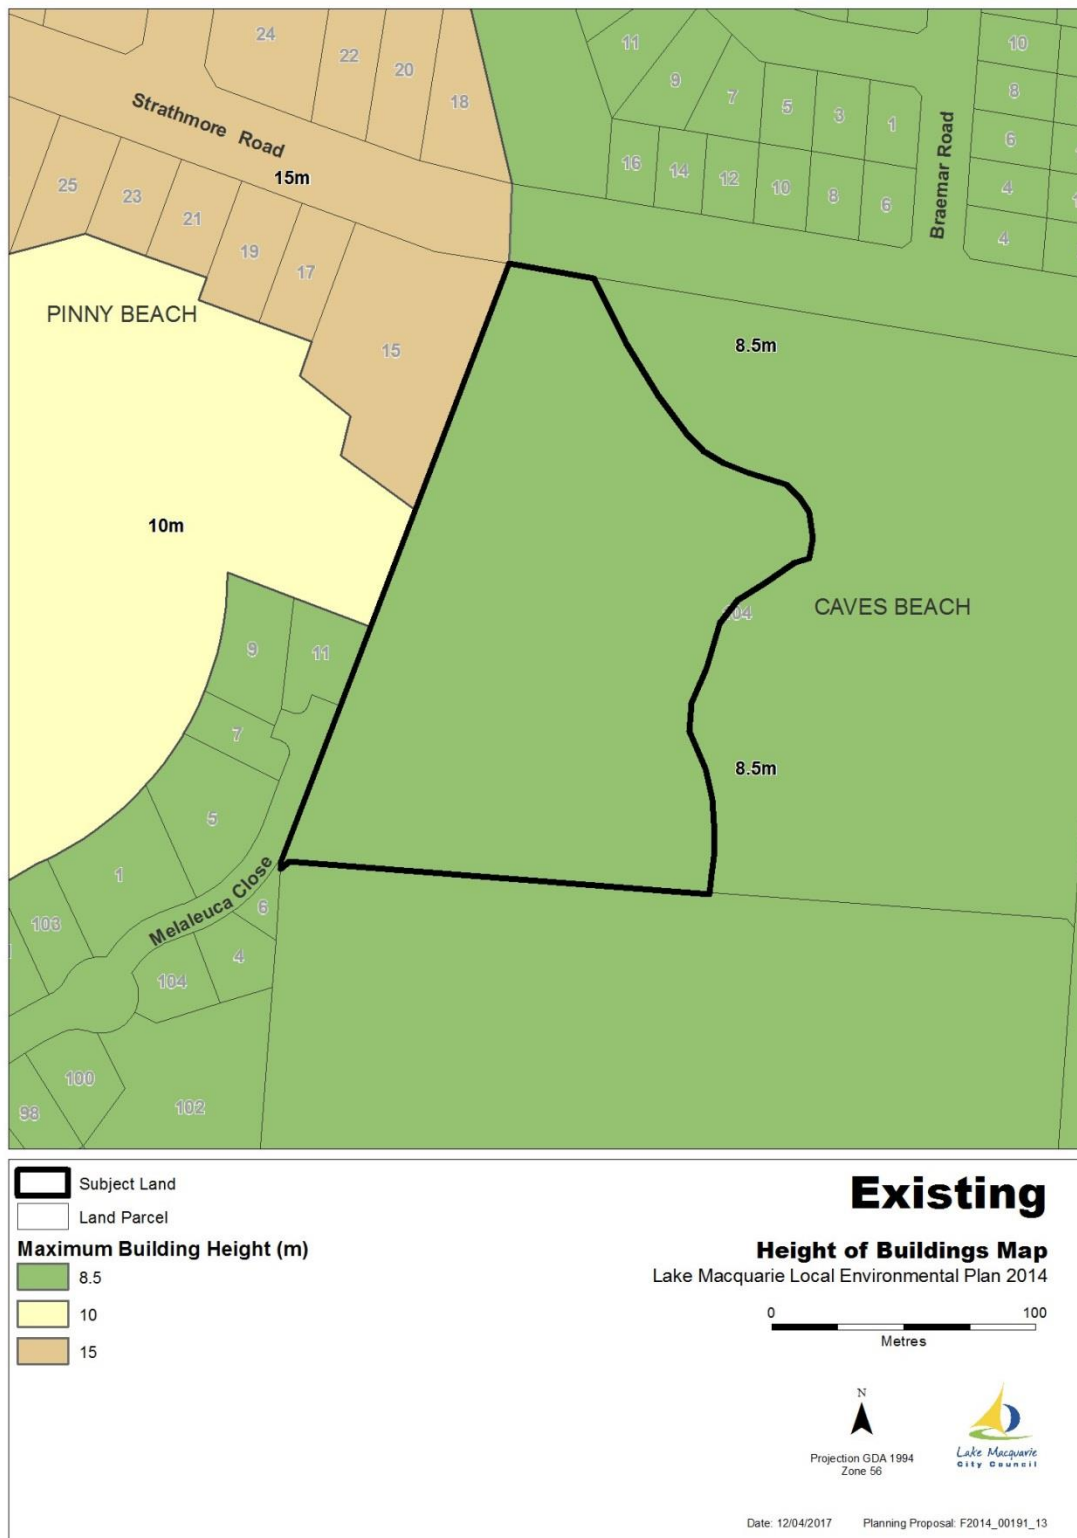 24
22
20
18
11
9
7
5
3
1
10
8
6
4
4
Strathmore Road
15m
16
14
12
10
8
6
Braemar Road
25
23
21
19
17
15
PINNY BEACH
8.5m
10m
CAVES BEACH
9
11
7
5
8.5m
1
103
Melaleuca Close
6
4
104
100
98
102
Subject Land
Land Parcel
Maximum Building Height (m)
8.5
10
15
Existing
Height of Buildings Map
Lake Macquarie Local Environmental Plan 2014
0 100
Metres
N
Projection GDA 1994
Zone 56
Lake Macquarie
City Council
Date: 12/04/2017 Planning Proposal: F2014_00191_13